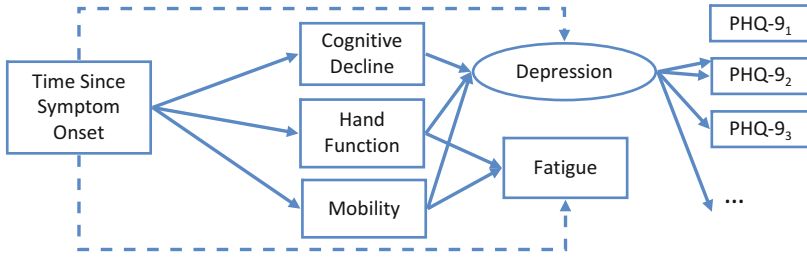 Time Since
Symptom
Onset
Cognitive
Decline
Hand
Function
Mobility
Depression
Fatigue
PHQ-9₁
PHQ-9₂
PHQ-9₃
...